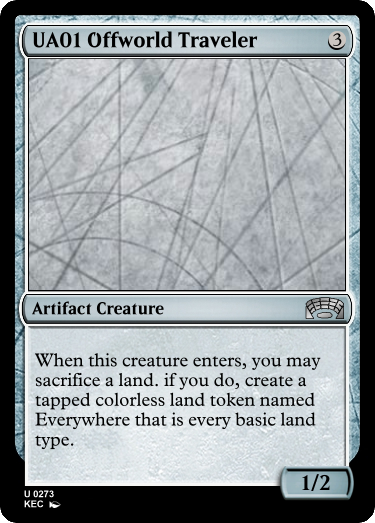 UA01 Offworld Traveler 3
Artifact Creature
When this creature enters, you may
sacrifice a land. if you do, create a
tapped colorless land token named
Everywhere that is every basic land
type.
1/2
U 0273
KEC